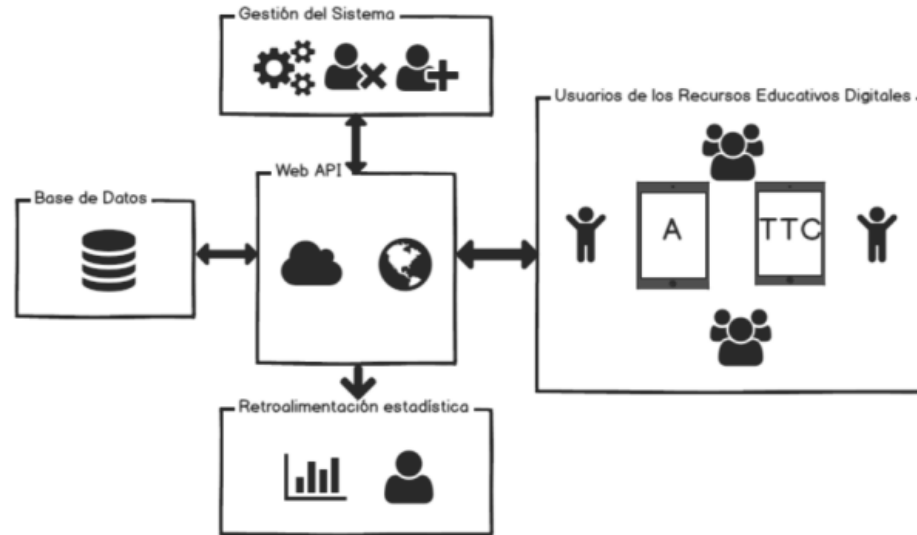 Gestión del Sistema
Usuarios de los Recursos Educativos Digitales
Web API
Base de Datos
A
TTC
Retroalimentación estadística